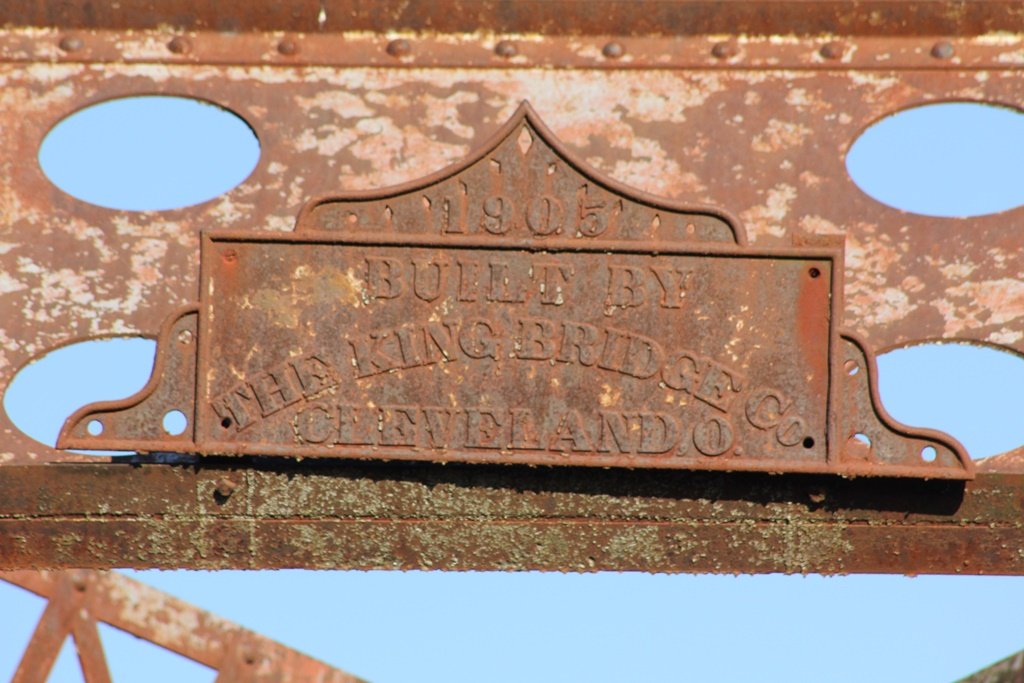 1905
BUILT BY
THE KING BRIDGE Co
CLEVELAND, O.